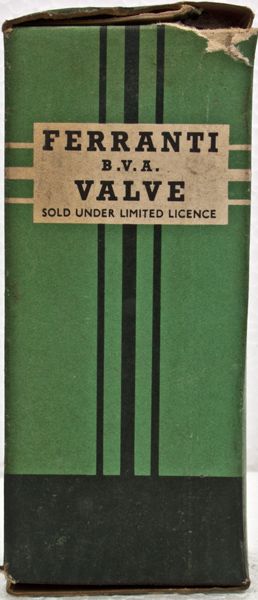 FERRANTI
B.V.A.
VALVE
SOLD UNDER LIMITED LICENCE